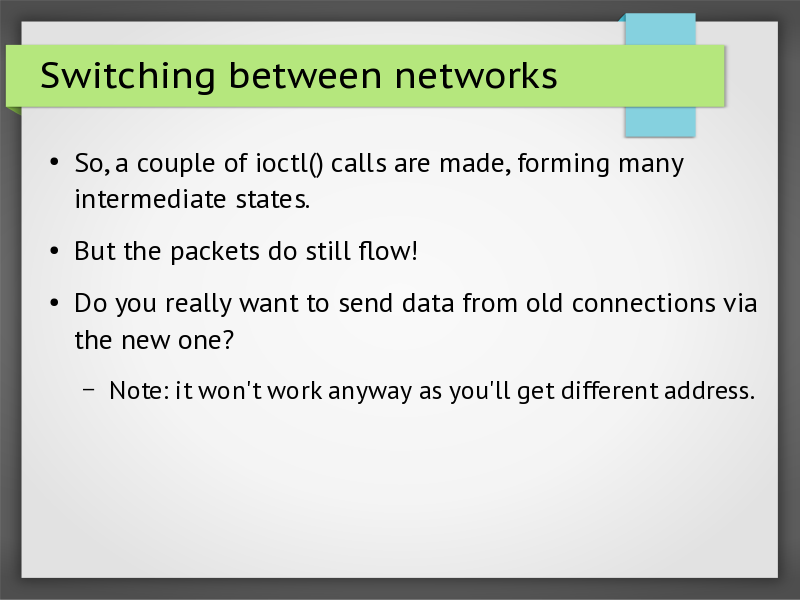 Switching between networks
• So, a couple of ioctl() calls are made, forming many
intermediate states.
• But the packets do still flow!
• Do you really want to send data from old connections via
the new one?
– Note: it won't work anyway as you'll get different address.